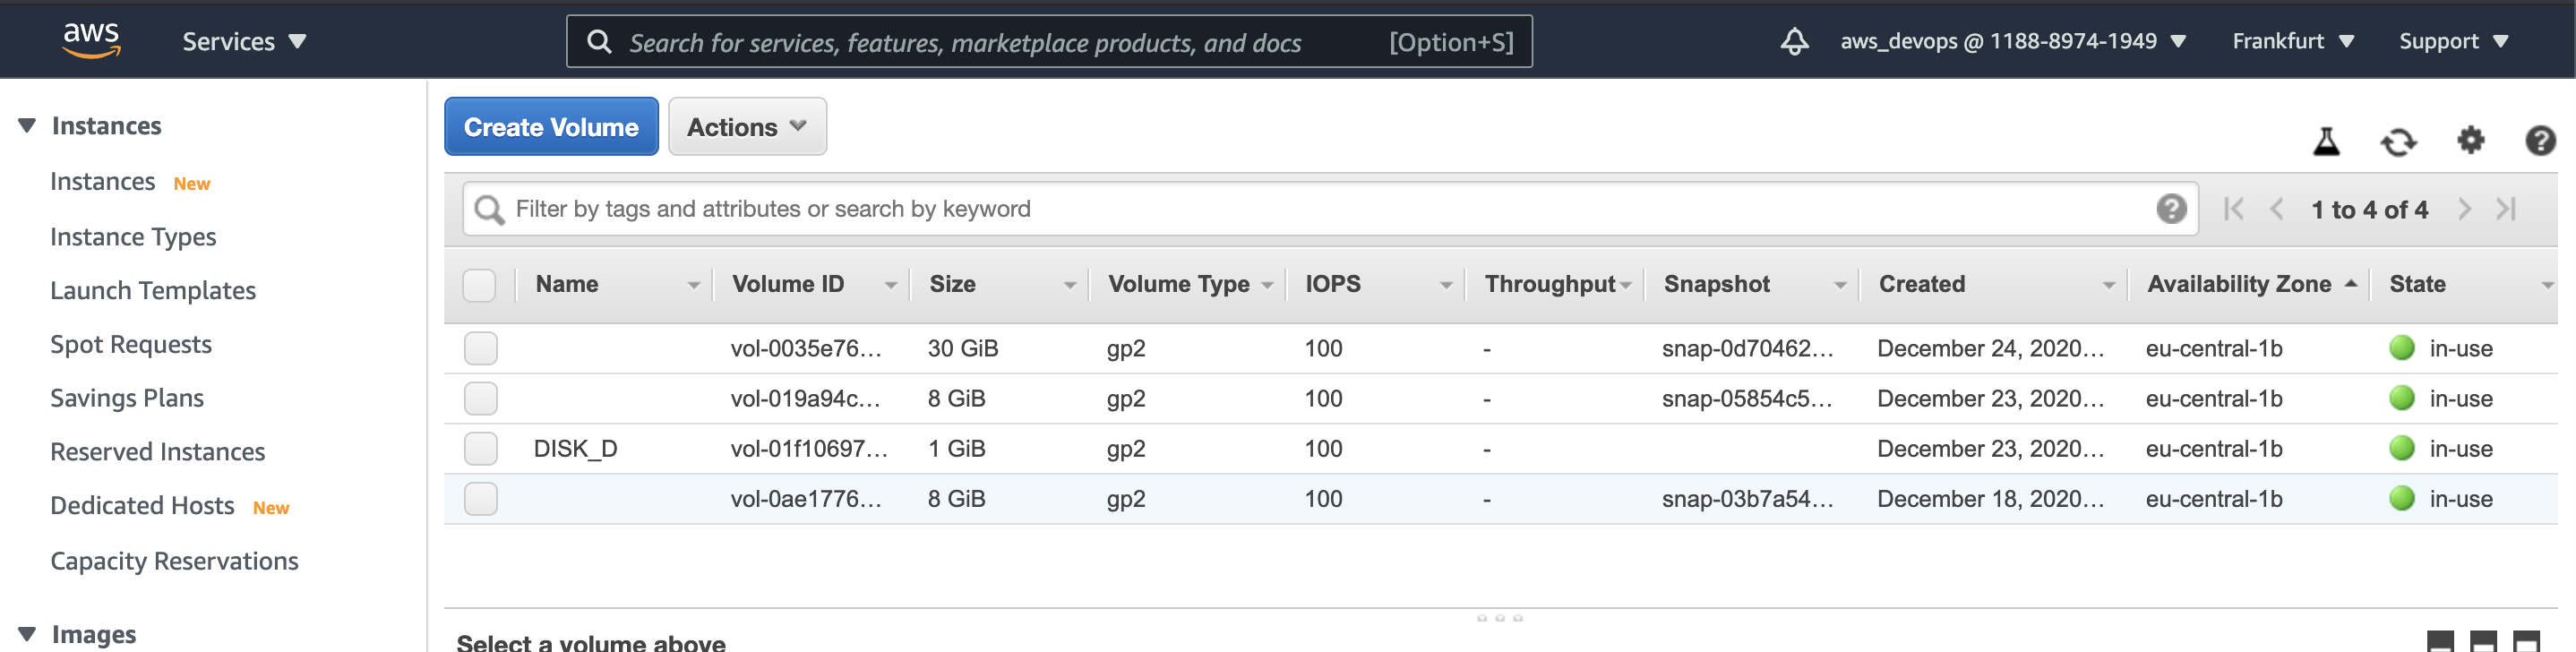 aws Services Search for services, features, marketplace products, and docs [Option+S] aws_devops @ 1188-8974-1949 Frankfurt Support
Instances
Instances New
Instance Types
Launch Templates
Spot Requests
Savings Plans
Reserved Instances
Dedicated Hosts New
Capacity Reservations
Images
Create Volume Actions
Filter by tags and attributes or search by keyword 1 to 4 of 4
Name Volume ID Size Volume Type IOPS Throughput Snapshot Created Availability Zone State
vol-0035e76... 30 GiB gp2 100 - snap-0d70462... December 24, 2020... eu-central-1b in-use
vol-019a94c... 8 GiB gp2 100 - snap-05854c5... December 23, 2020... eu-central-1b in-use
DISK_D vol-01f10697... 1 GiB gp2 100 - December 23, 2020... eu-central-1b in-use
vol-0ae1776... 8 GiB gp2 100 - snap-03b7a54... December 18, 2020... eu-central-1b in-use
Select a volume above